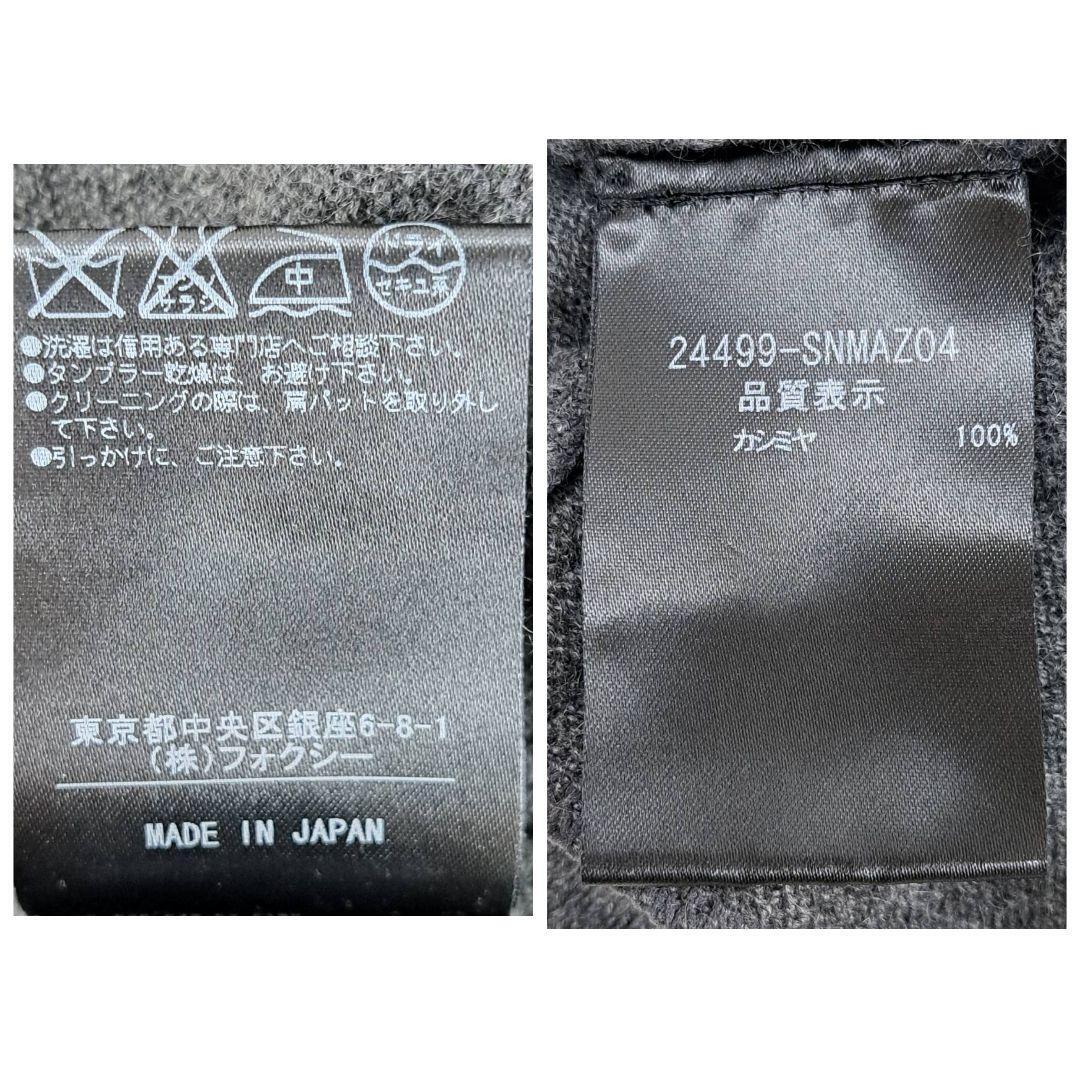 エンソ
サラシ
中
ドライ
セキユ系
●洗濯は信用ある専門店へご相談下さい。
●タンブラー乾燥は、お避け下さい。
●クリーニングの際は、肩パットを取り外し
て下さい。
●引っかけに、ご注意下さい。
東京都中央区銀座6-8-1
(株)フォクシー
MADE IN JAPAN
24499-SNMAZ04
品質表示
カシミヤ 100%